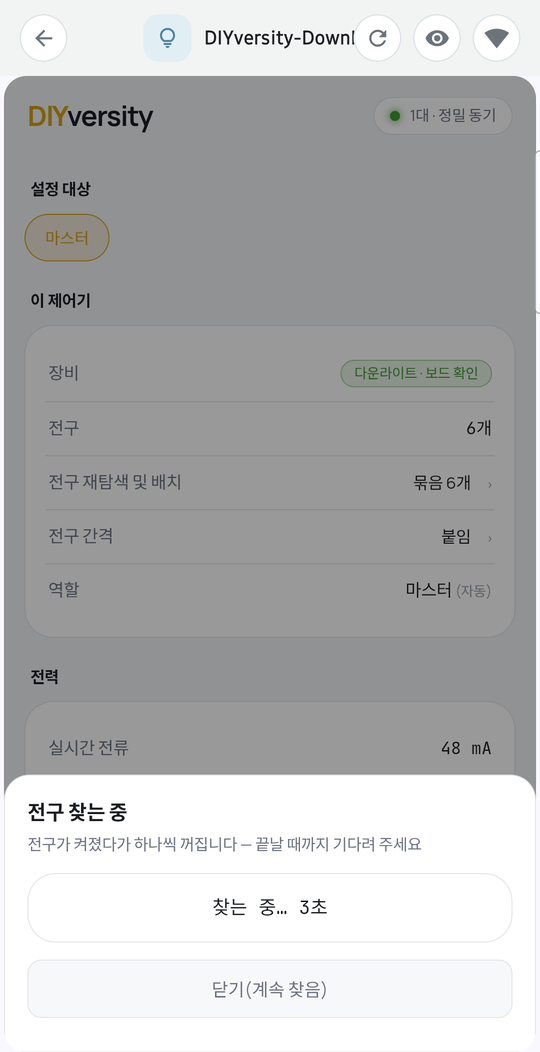 DIYversity-Down
DIYversity
1대 · 정밀 동기
설정 대상
마스터
이 제어기
장비
다운라이트 · 보드 확인
전구
6개
전구 재탐색 및 배치
묶음 6개 ›
전구 간격
붙임 ›
역할
마스터 (자동)
전력
실시간 전류
48 mA
전구 찾는 중
전구가 켜졌다가 하나씩 꺼집니다 — 끝날 때까지 기다려 주세요
찾는 중… 3초
닫기(계속 찾음)